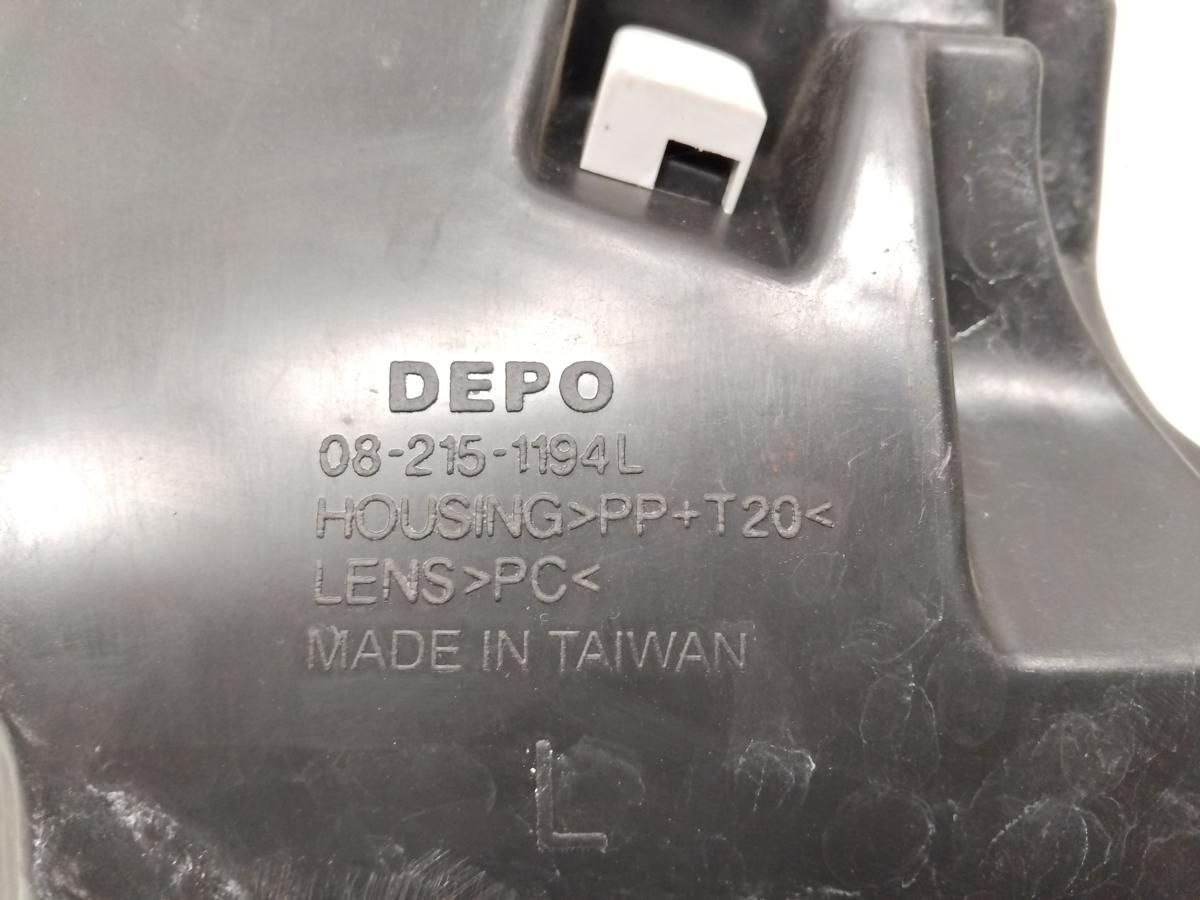 DEPO
08-215-1194L
HOUSING>PP+T20<
LENS>PC<
MADE IN TAIWAN
L